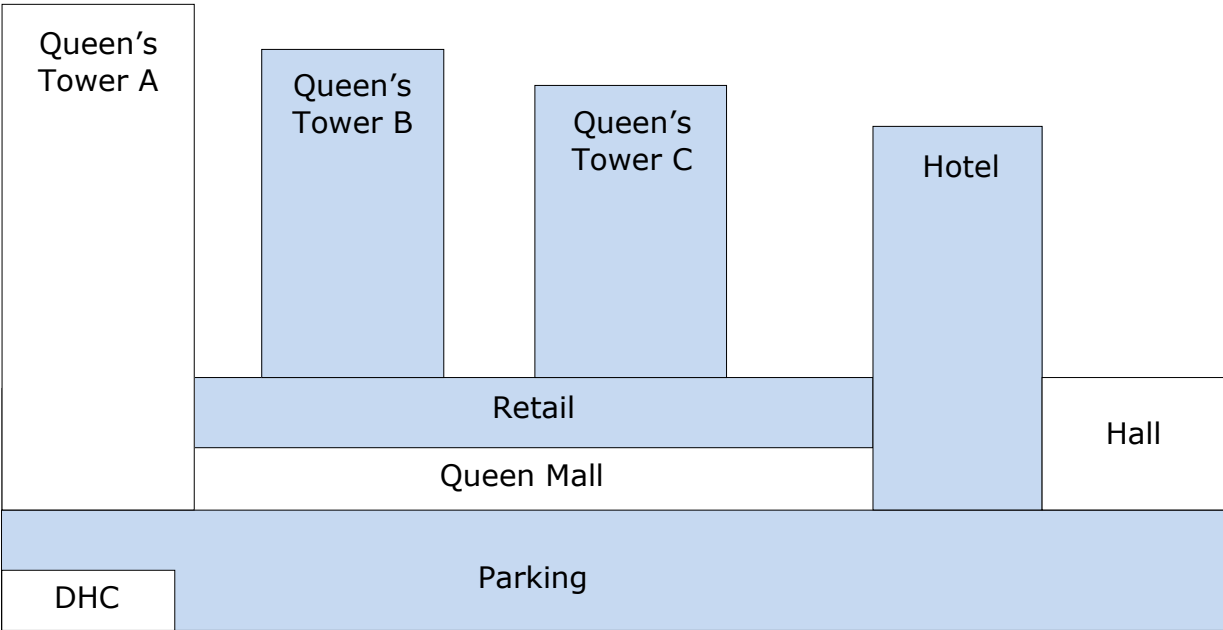 Queen’s
Tower A
Queen’s
Tower B
Queen’s
Tower C
Hotel
Retail
Hall
Queen Mall
Parking
DHC